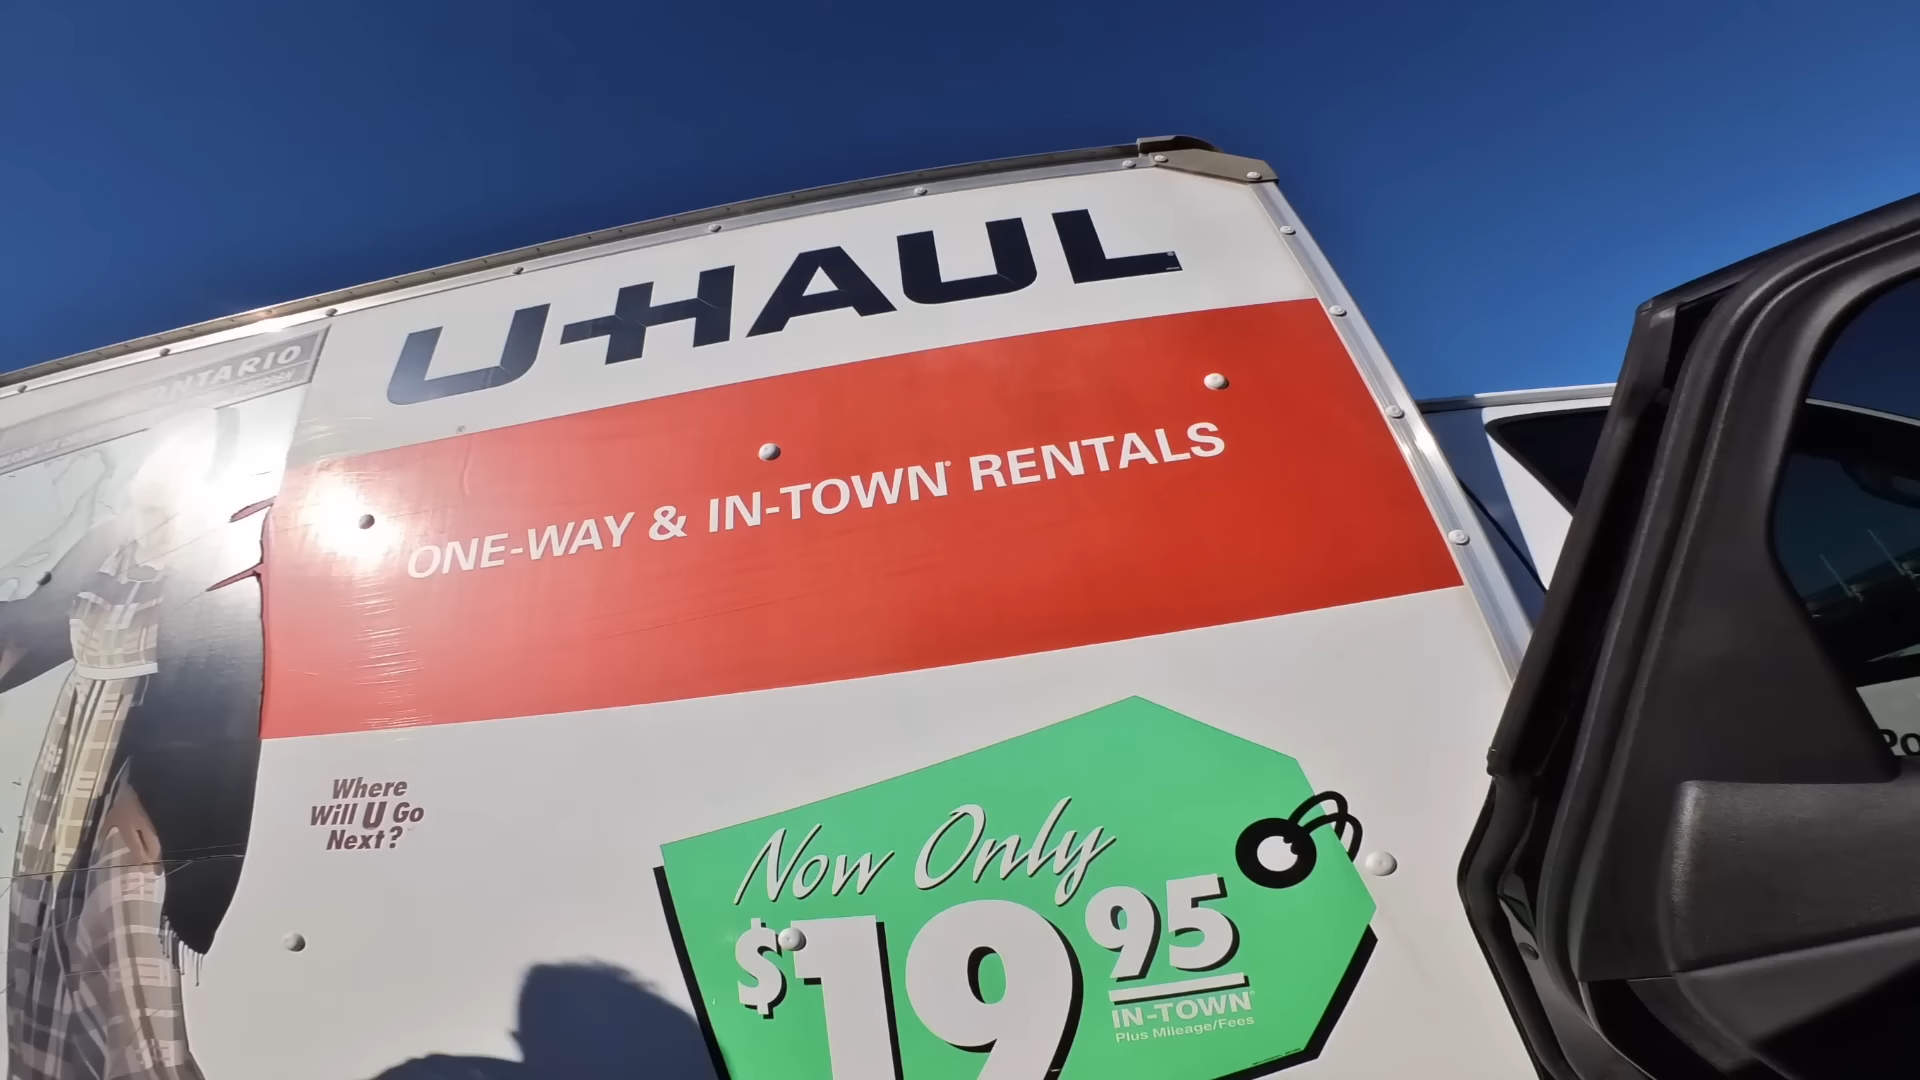 U-HAUL
ONTARIO
ONE-WAY & IN-TOWN® RENTALS
Where
Will U Go
Next?
Now Only
$19 95
IN-TOWN®
Plus Mileage/Fees
Po